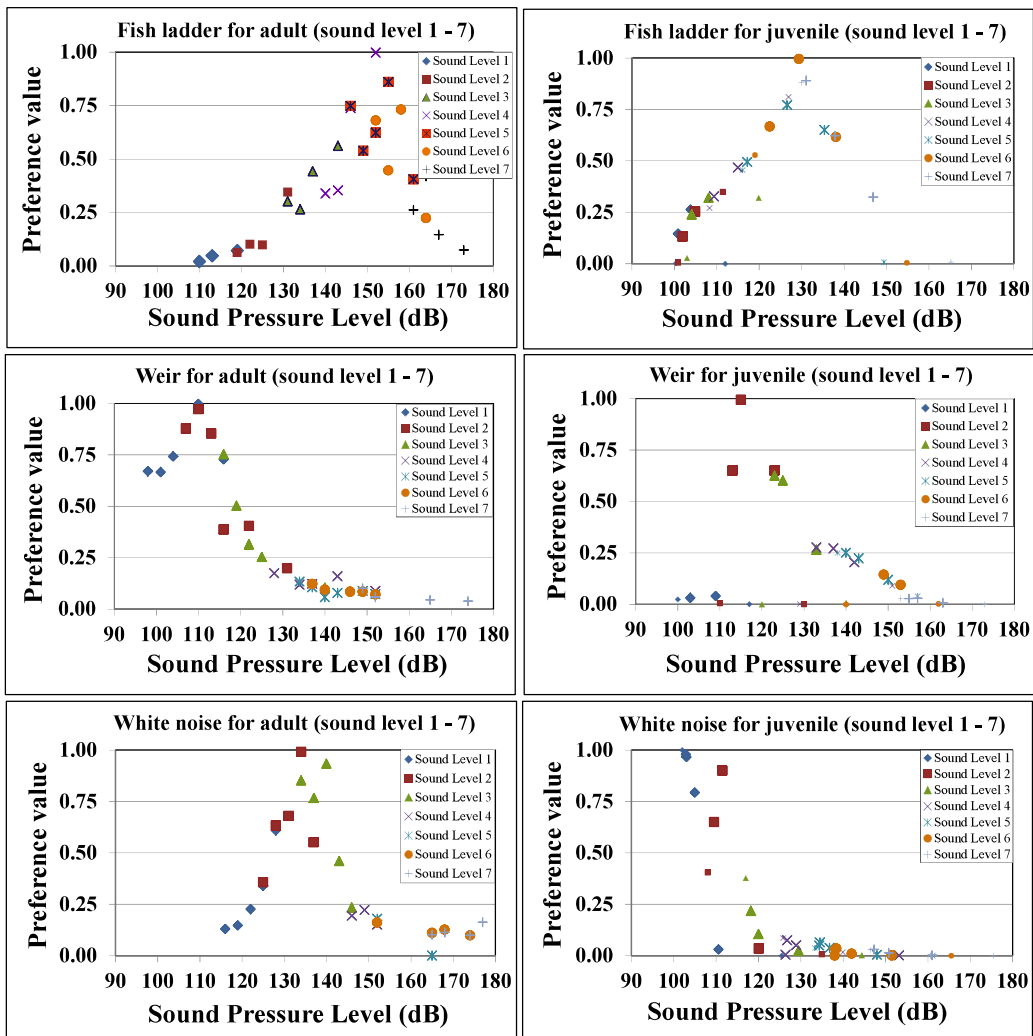 Fish ladder for adult (sound level 1 - 7)
Preference value
1.00
0.75
0.50
0.25
0.00
90 100 110 120 130 140 150 160 170 180
Sound Pressure Level (dB)
Sound Level 1
Sound Level 2
Sound Level 3
Sound Level 4
Sound Level 5
Sound Level 6
Sound Level 7
Fish ladder for juvenile (sound level 1 - 7)
Preference value
1.00
0.75
0.50
0.25
0.00
90 100 110 120 130 140 150 160 170 180
Sound Pressure Level (dB)
Sound Level 1
Sound Level 2
Sound Level 3
Sound Level 4
Sound Level 5
Sound Level 6
Sound Level 7
Weir for adult (sound level 1 - 7)
Preference value
1.00
0.75
0.50
0.25
0.00
90 100 110 120 130 140 150 160 170 180
Sound Pressure Level (dB)
Sound Level 1
Sound Level 2
Sound Level 3
Sound Level 4
Sound Level 5
Sound Level 6
Sound Level 7
Weir for juvenile (sound level 1 - 7)
Preference value
1.00
0.75
0.50
0.25
0.00
90 100 110 120 130 140 150 160 170 180
Sound Pressure Level (dB)
Sound Level 1
Sound Level 2
Sound Level 3
Sound Level 4
Sound Level 5
Sound Level 6
Sound Level 7
White noise for adult (sound level 1 - 7)
Preference value
1.00
0.75
0.50
0.25
0.00
90 100 110 120 130 140 150 160 170 180
Sound Pressure Level (dB)
Sound Level 1
Sound Level 2
Sound Level 3
Sound Level 4
Sound Level 5
Sound Level 6
Sound Level 7
White noise for juvenile (sound level 1 - 7)
Preference value
1.00
0.75
0.50
0.25
0.00
90 100 110 120 130 140 150 160 170 180
Sound Pressure Level (dB)
Sound Level 1
Sound Level 2
Sound Level 3
Sound Level 4
Sound Level 5
Sound Level 6
Sound Level 7